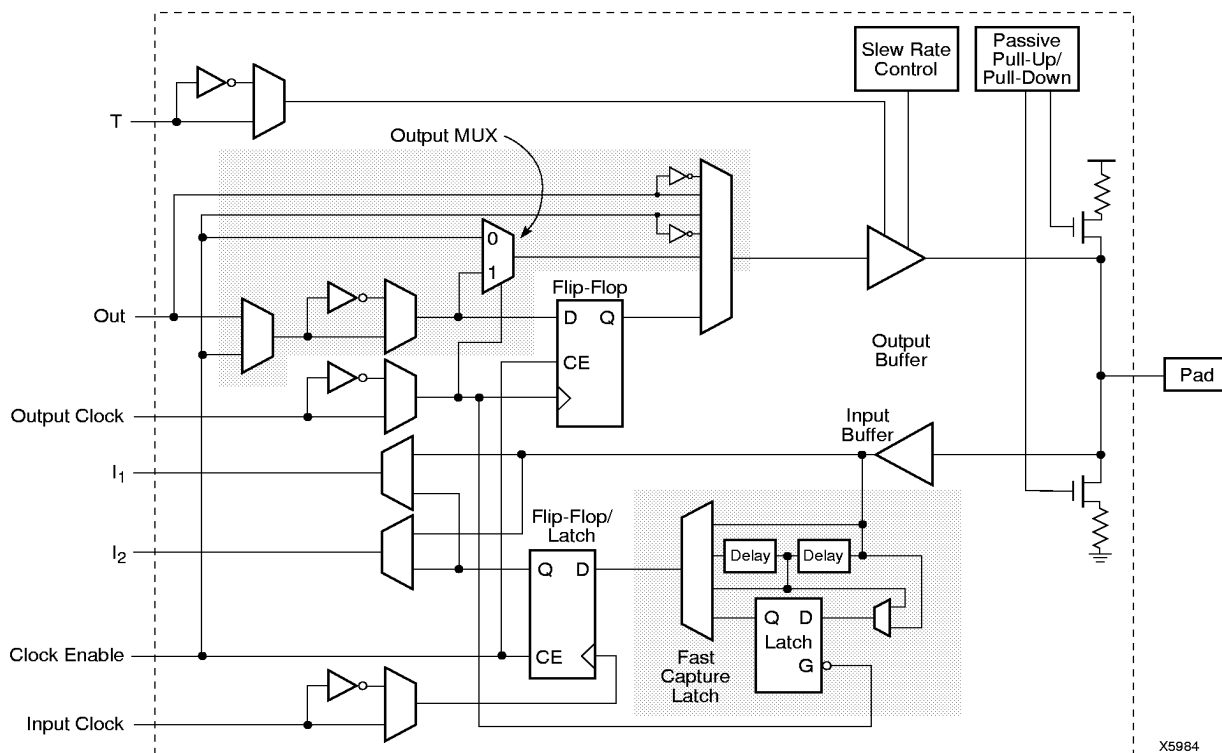 Slew Rate
Control
Passive
Pull-Up/
Pull-Down
T
Output MUX
0
1
Flip-Flop
Out
D
Q
CE
Output
Buffer
Pad
Output Clock
Input
Buffer
I1
Flip-Flop/
Latch
I2
Delay
Delay
Q
D
Q
D
Latch
Clock Enable
CE
Fast
Capture
Latch
G
Input Clock
X5984